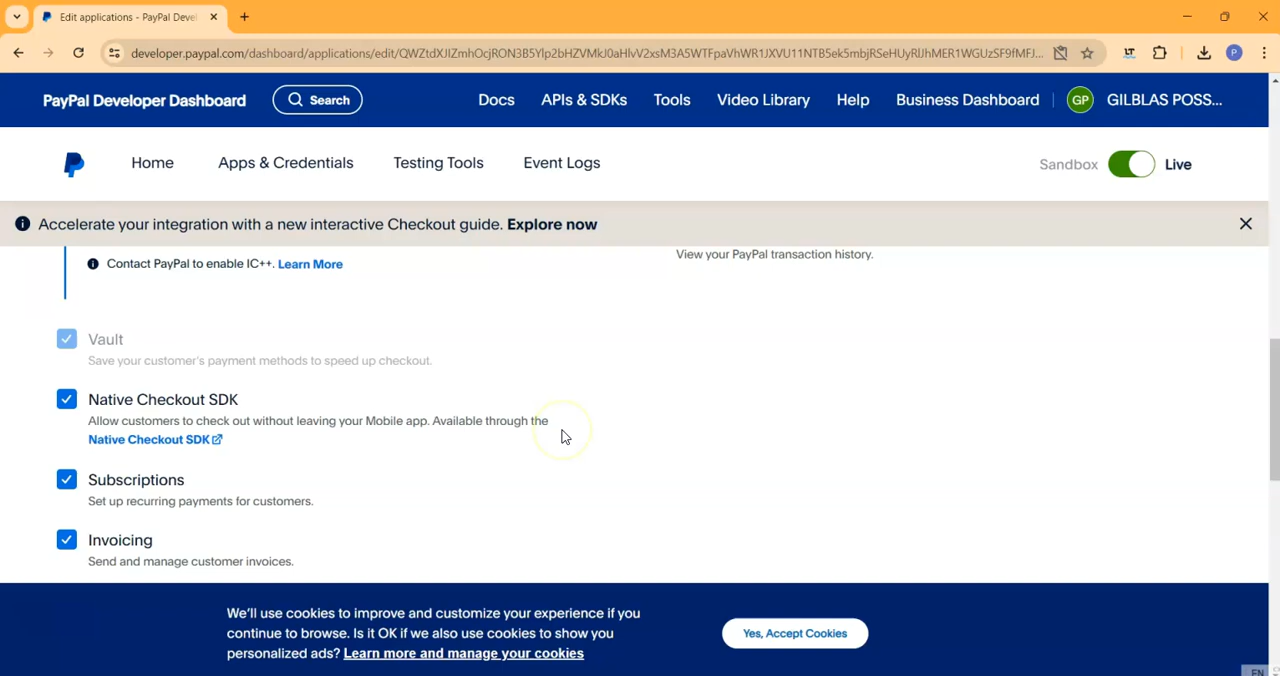 Edit applications - PayPal Devel
developer.paypal.com/dashboard/applications/edit/QWZtdXJIZmhOcjRON3B5Ylp2bHZVMkJ0aHlvV2xsM3A5WTFpaVhWR1JXVU11NTB5ek5mbjRSeHUyRlJhMER1WGUzSF9fMFJ...
PayPal Developer Dashboard
Search
Docs
APIs & SDKs
Tools
Video Library
Help
Business Dashboard
GP
GILBLAS POSS...
Home
Apps & Credentials
Testing Tools
Event Logs
Sandbox
Live
Accelerate your integration with a new interactive Checkout guide. Explore now
Contact PayPal to enable IC++. Learn More
View your PayPal transaction history.
Vault
Save your customer's payment methods to speed up checkout.
Native Checkout SDK
Allow customers to check out without leaving your Mobile app. Available through the
Native Checkout SDK
Subscriptions
Set up recurring payments for customers.
Invoicing
Send and manage customer invoices.
We'll use cookies to improve and customize your experience if you
continue to browse. Is it OK if we also use cookies to show you
personalized ads? Learn more and manage your cookies
Yes, Accept Cookies
EN